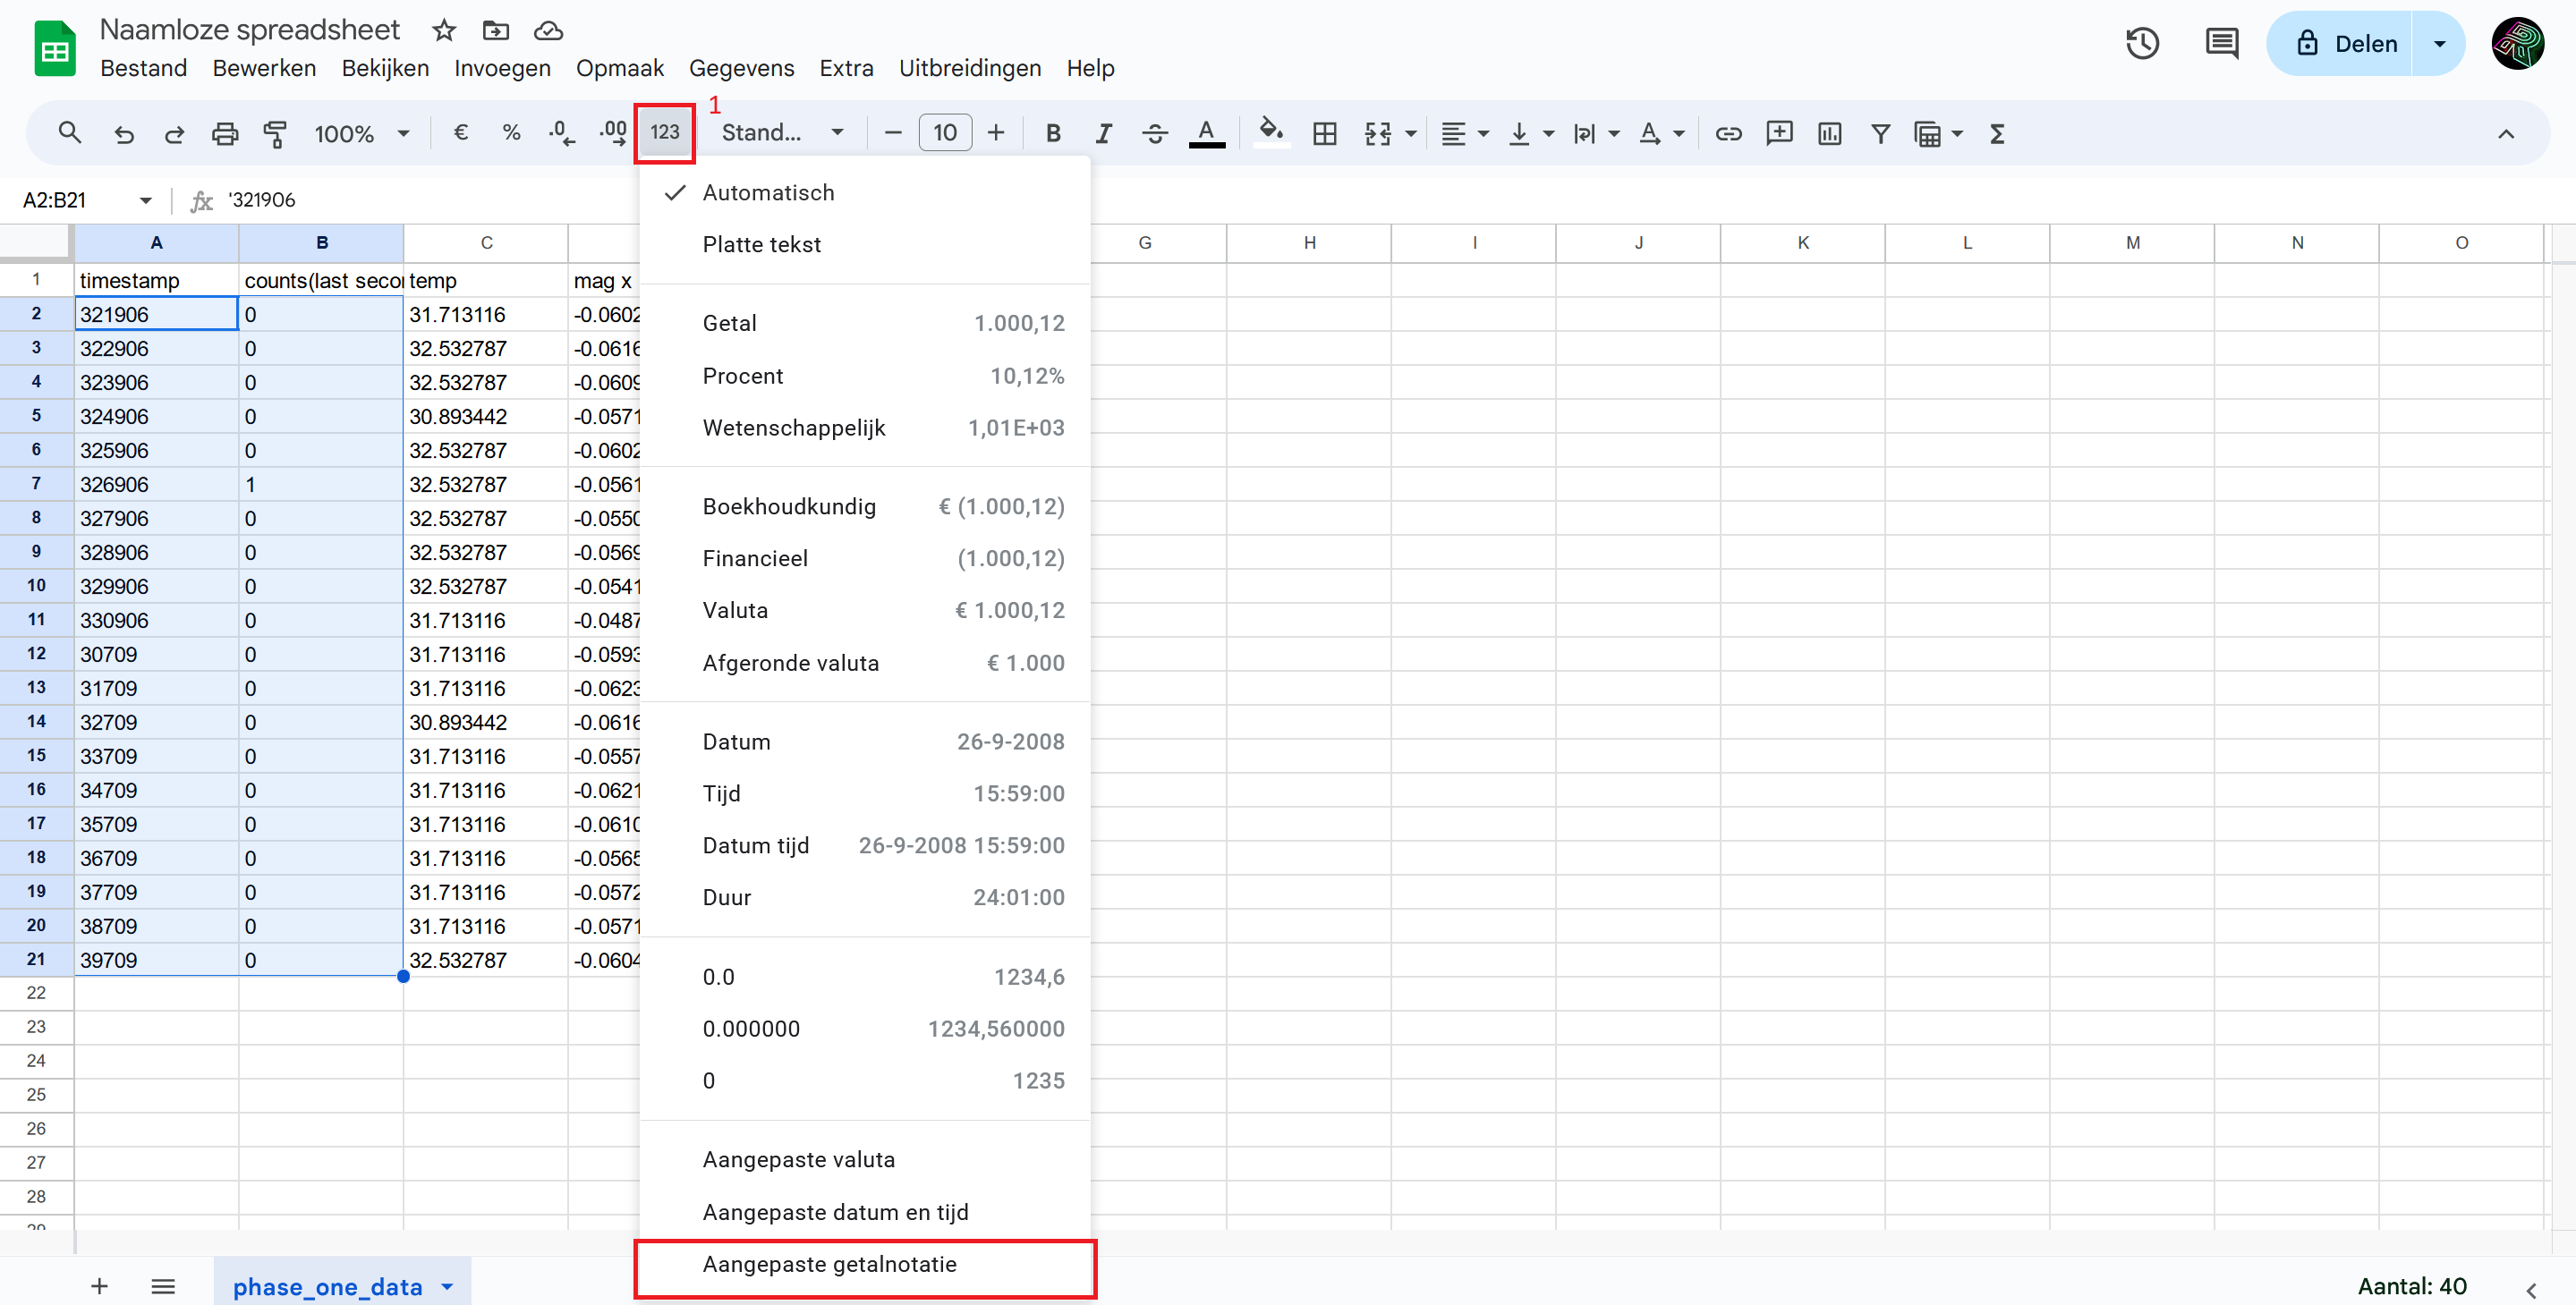 Naamloze spreadsheet
Bestand Bewerken Bekijken Invoegen Opmaak Gegevens Extra Uitbreidingen Help
Delen
1
100% € % .0 .00 123 Stand... 10 B I A
A2:B21 fx '321906
A B C G H I J K L M N O
1 timestamp counts(last secor temp mag x
2 321906 0 31.713116 -0.0602
3 322906 0 32.532787 -0.0616
4 323906 0 32.532787 -0.0609
5 324906 0 30.893442 -0.0571
6 325906 0 32.532787 -0.0602
7 326906 1 32.532787 -0.0561
8 327906 0 32.532787 -0.0550
9 328906 0 32.532787 -0.0569
10 329906 0 32.532787 -0.0541
11 330906 0 31.713116 -0.0487
12 30709 0 31.713116 -0.0593
13 31709 0 31.713116 -0.0623
14 32709 0 30.893442 -0.0616
15 33709 0 31.713116 -0.0557
16 34709 0 31.713116 -0.0621
17 35709 0 31.713116 -0.0610
18 36709 0 31.713116 -0.0565
19 37709 0 31.713116 -0.0572
20 38709 0 31.713116 -0.0571
21 39709 0 32.532787 -0.0604
22
23
24
25
26
27
28
29
Automatisch
Platte tekst
Getal 1.000,12
Procent 10,12%
Wetenschappelijk 1,01E+03
Boekhoudkundig € (1.000,12)
Financieel (1.000,12)
Valuta € 1.000,12
Afgeronde valuta € 1.000
Datum 26-9-2008
Tijd 15:59:00
Datum tijd 26-9-2008 15:59:00
Duur 24:01:00
0.0 1234,6
0.000000 1234,560000
0 1235
Aangepaste valuta
Aangepaste datum en tijd
Aangepaste getalnotatie
phase_one_data
Aantal: 40